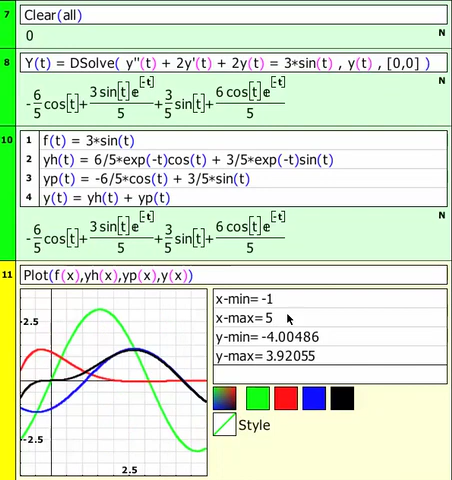 7 Clear(all)
0 N
8 Y(t) = DSolve( y''(t) + 2y'(t) + 2y(t) = 3*sin(t) , y(t) , [0,0] )
-6/5 cos[t]+3 sin[t]e^[-t]/5+3/5 sin[t]+6 cos[t]e^[-t]/5 N
10 1 f(t) = 3*sin(t)
2 yh(t) = 6/5*exp(-t)cos(t) + 3/5*exp(-t)sin(t)
3 yp(t) = -6/5*cos(t) + 3/5*sin(t)
4 y(t) = yh(t) + yp(t)
-6/5 cos[t]+3 sin[t]e^[-t]/5+3/5 sin[t]+6 cos[t]e^[-t]/5 N
11 Plot(f(x),yh(x),yp(x),y(x))
2.5
-2.5
2.5
x-min= -1
x-max= 5
y-min= -4.00486
y-max= 3.92055
Style